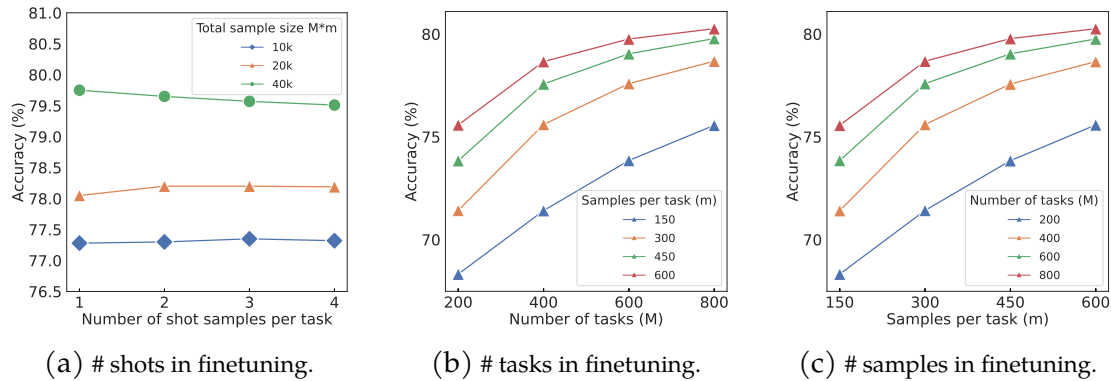 81.0
80.5
80.0
79.5
79.0
78.5
78.0
77.5
77.0
76.5
Accuracy (%)
Total sample size M*m
10k
20k
40k
1 2 3 4
Number of shot samples per task
(a) # shots in finetuning.
80
75
70
Accuracy (%)
Samples per task (m)
150
300
450
600
200 400 600 800
Number of tasks (M)
(b) # tasks in finetuning.
80
75
70
Accuracy (%)
Number of tasks (M)
200
400
600
800
150 300 450 600
Samples per task (m)
(c) # samples in finetuning.